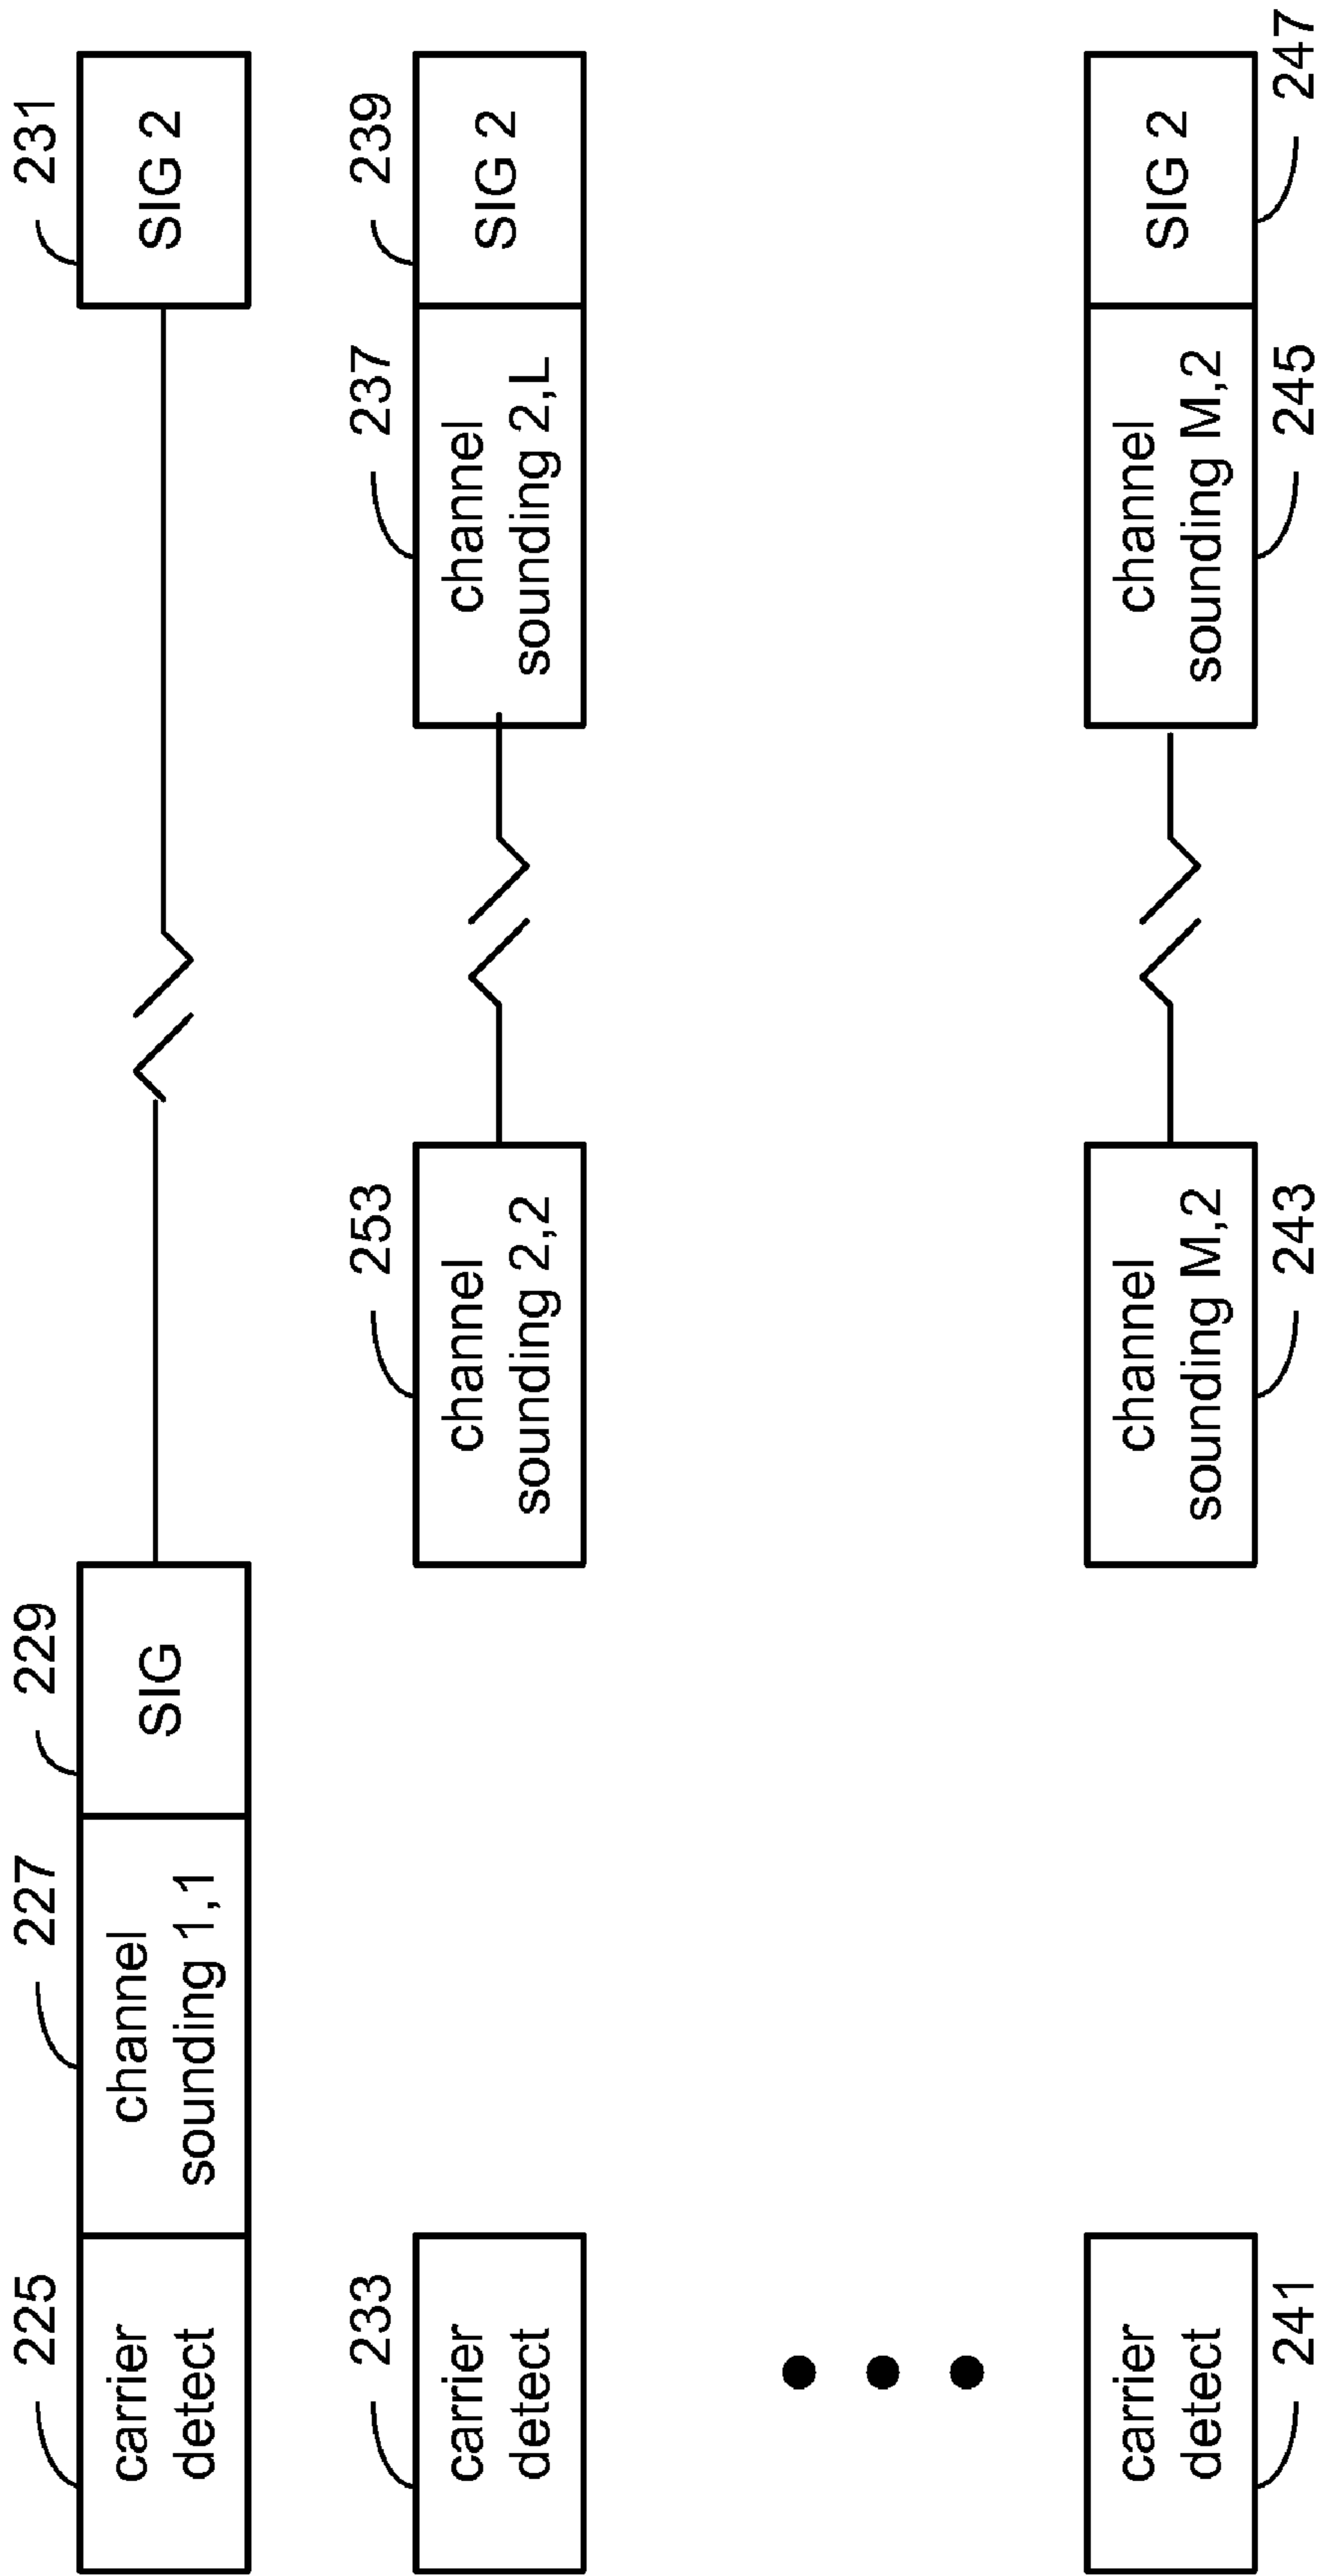 225
227
229
231
carrier
detect
channel
sounding 1,1
SIG
SIG 2
233
253
237
239
carrier
detect
channel
sounding 2,2
channel
sounding 2,L
SIG 2
carrier
detect
channel
sounding M,2
channel
sounding M,2
SIG 2
241
243
245
247